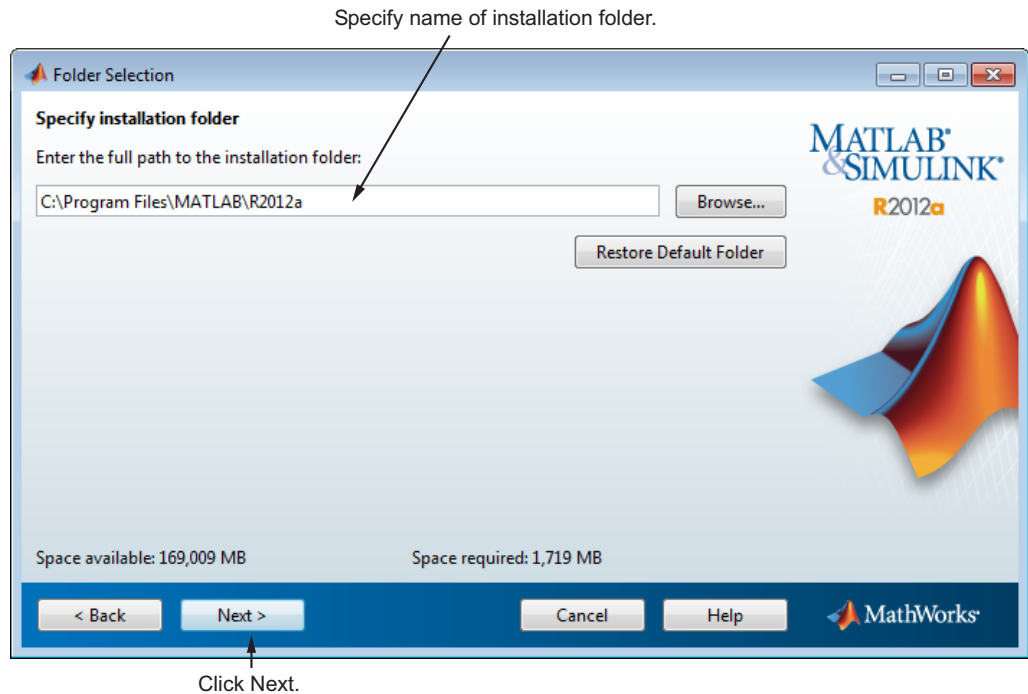 Specify name of installation folder.
Folder Selection
Specify installation folder
Enter the full path to the installation folder:
C:\Program Files\MATLAB\R2012a
Browse...
Restore Default Folder
MATLAB®
&SIMULINK®
R2012a
Space available: 169,009 MB
Space required: 1,719 MB
< Back
Next >
Cancel
Help
MathWorks®
Click Next.